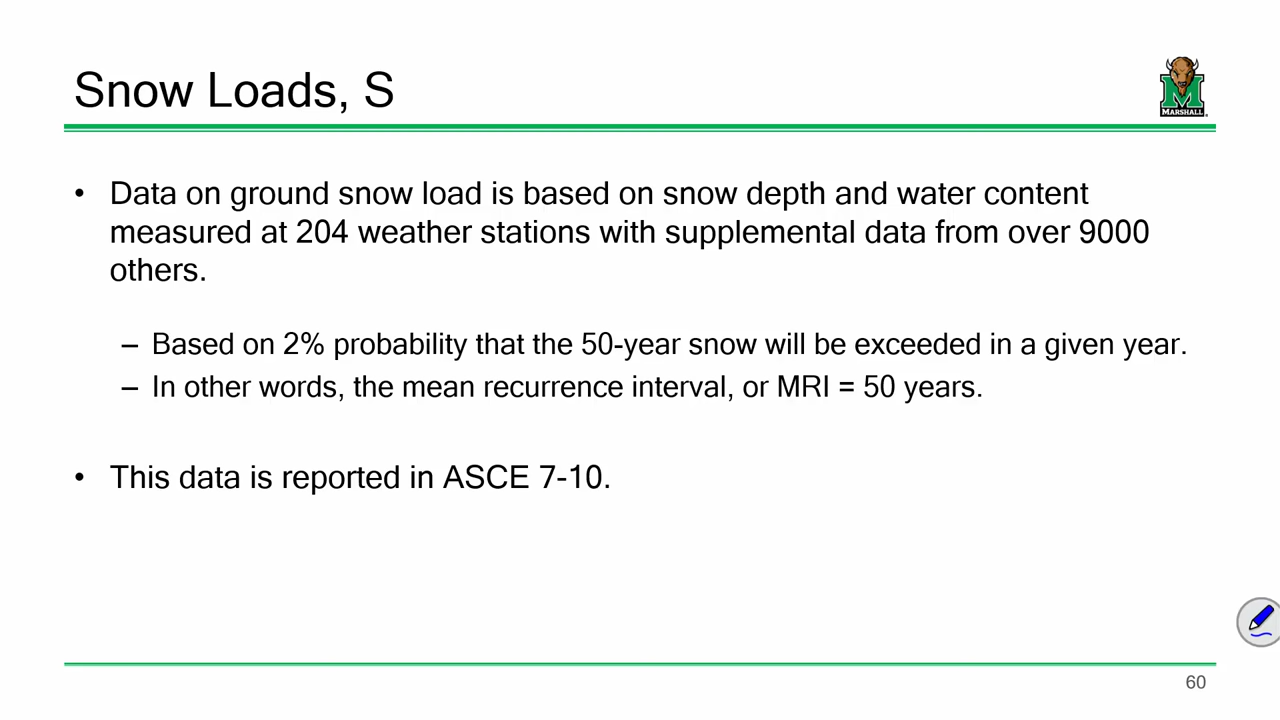 Snow Loads, S
MARSHALL
• Data on ground snow load is based on snow depth and water content
measured at 204 weather stations with supplemental data from over 9000
others.
– Based on 2% probability that the 50-year snow will be exceeded in a given year.
– In other words, the mean recurrence interval, or MRI = 50 years.
• This data is reported in ASCE 7-10.
60